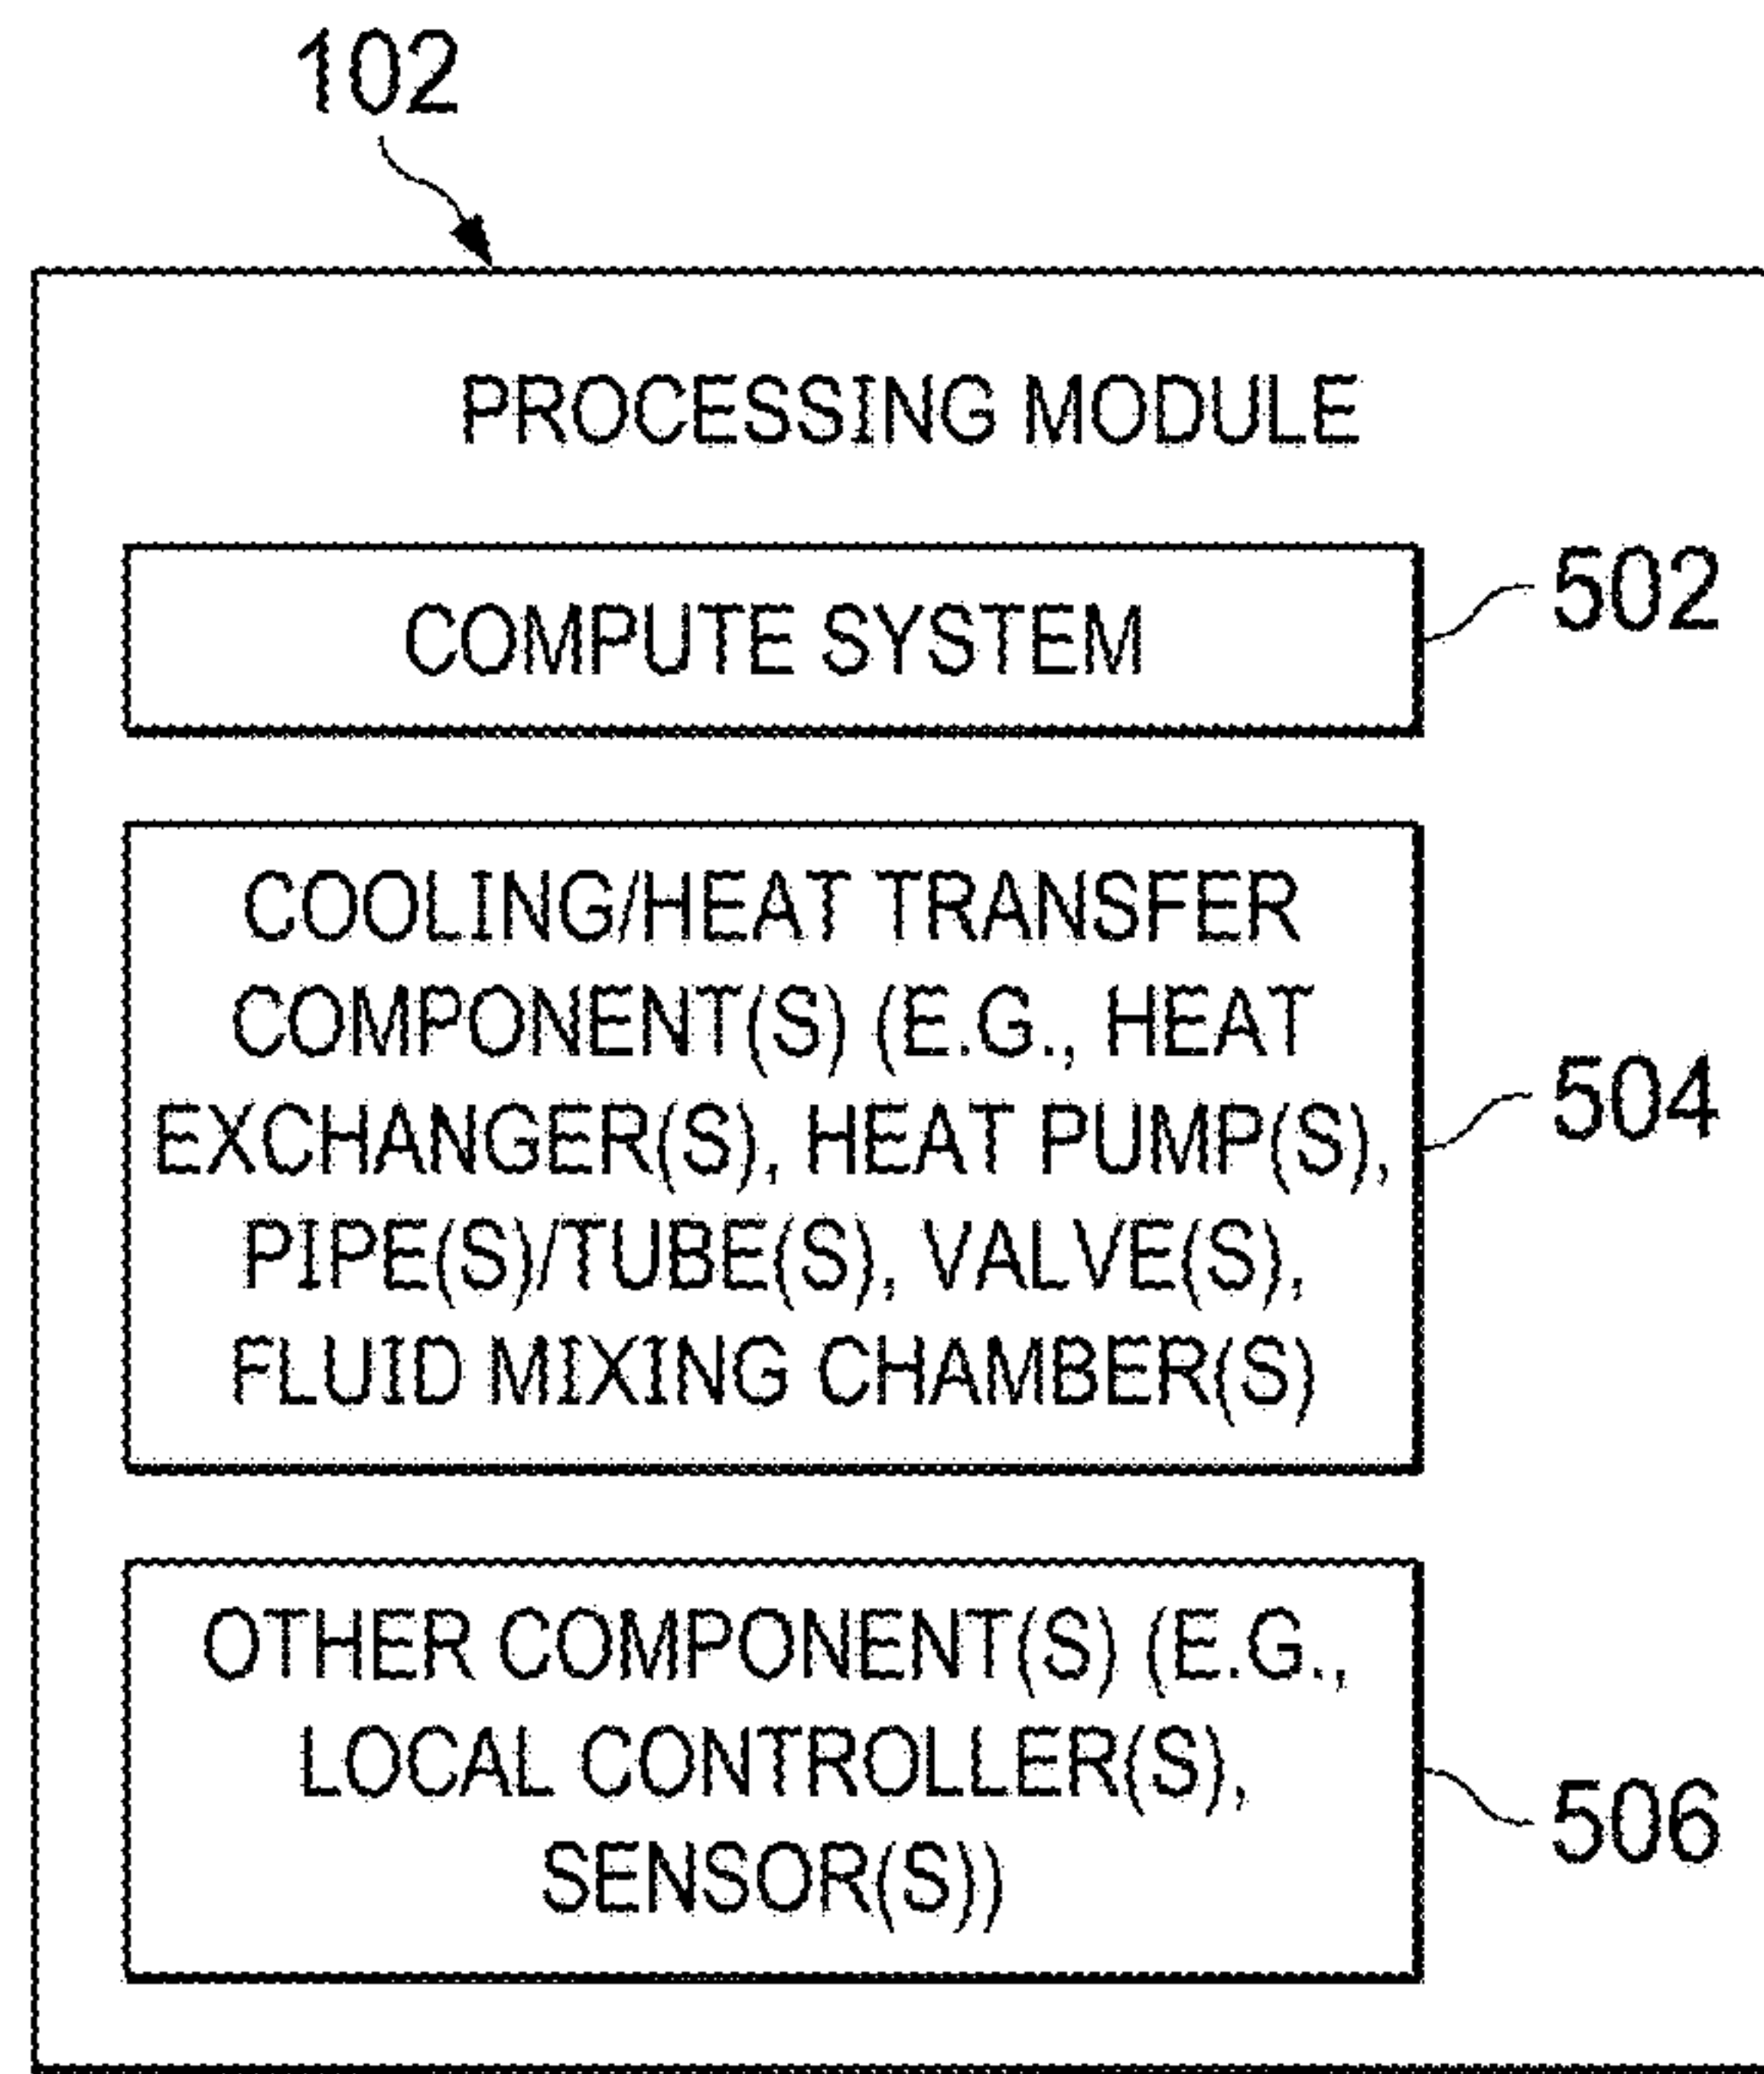 102
PROCESSING MODULE
COMPUTE SYSTEM
502
COOLING/HEAT TRANSFER
COMPONENT(S) (E.G., HEAT
EXCHANGER(S), HEAT PUMP(S),
PIPE(S)/TUBE(S), VALVE(S),
FLUID MIXING CHAMBER(S)
504
OTHER COMPONENT(S) (E.G.,
LOCAL CONTROLLER(S),
SENSOR(S))
506